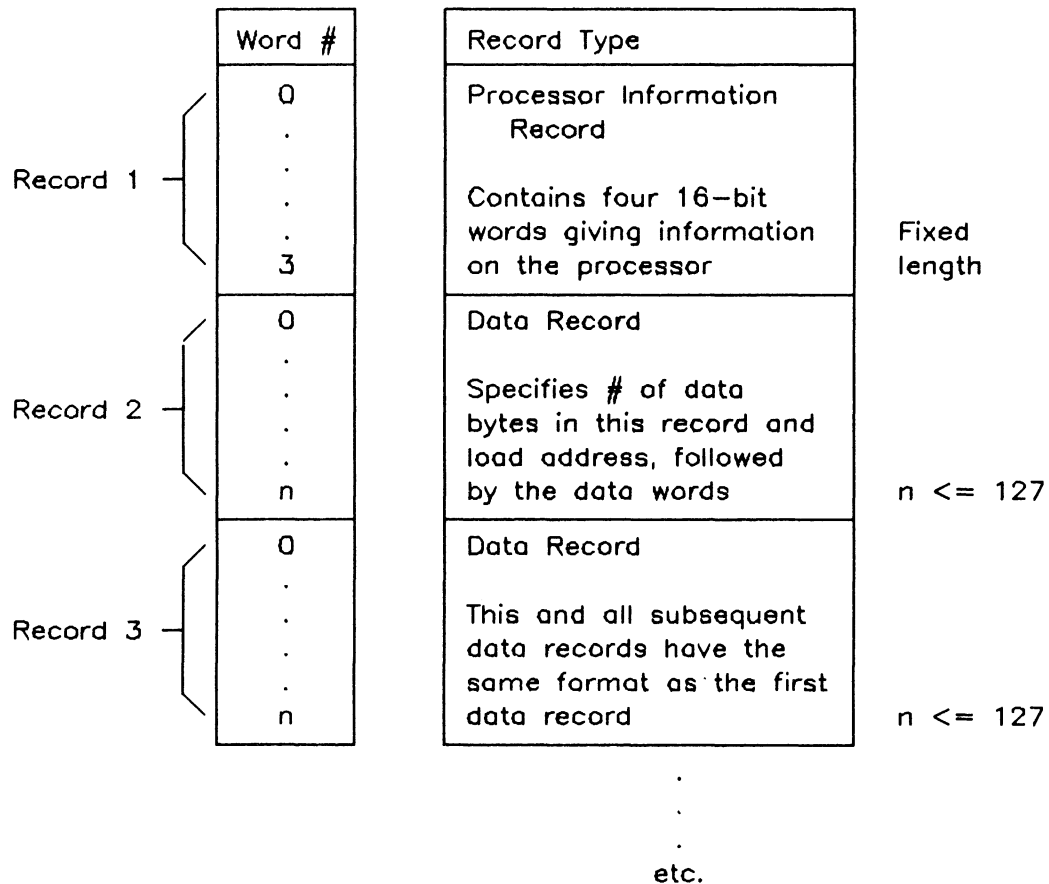 Word # Record Type
0 Processor Information
. Record
.
Record 1 . Contains four 16-bit
. words giving information Fixed
3 on the processor length
0 Data Record
.
. Specifies # of data
Record 2 . bytes in this record and
. load address, followed
n by the data words n <= 127
0 Data Record
.
. This and all subsequent
Record 3 . data records have the
. same format as the first
n data record n <= 127
.
.
.
etc.